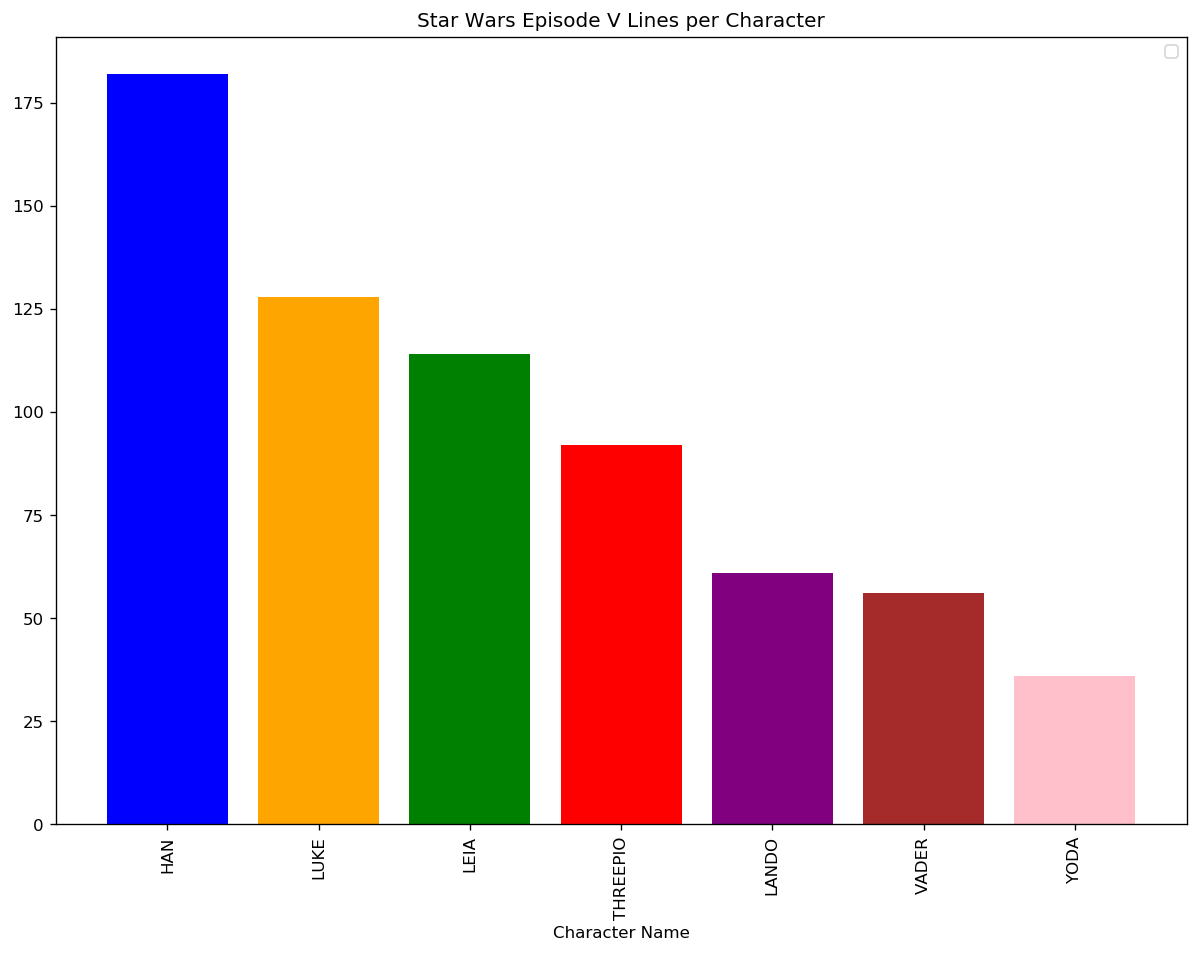 Star Wars Episode V Lines per Character
175
150
125
100
75
50
25
0
HAN
LUKE
LEIA
THREEPIO
LANDO
VADER
YODA
Character Name